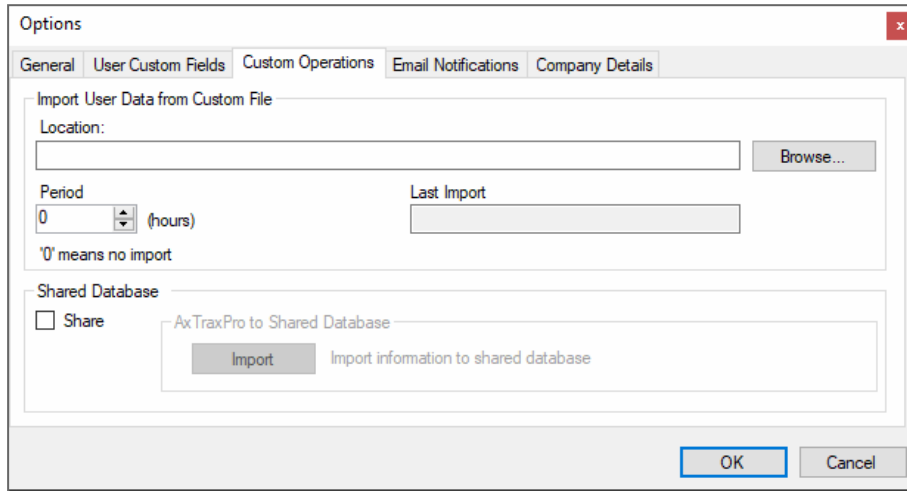 Options
x
General User Custom Fields Custom Operations Email Notifications Company Details
Import User Data from Custom File
Location:
Browse...
Period Last Import
0 (hours)
'0' means no import
Shared Database
Share AxTraxPro to Shared Database
Import Import information to shared database
OK Cancel